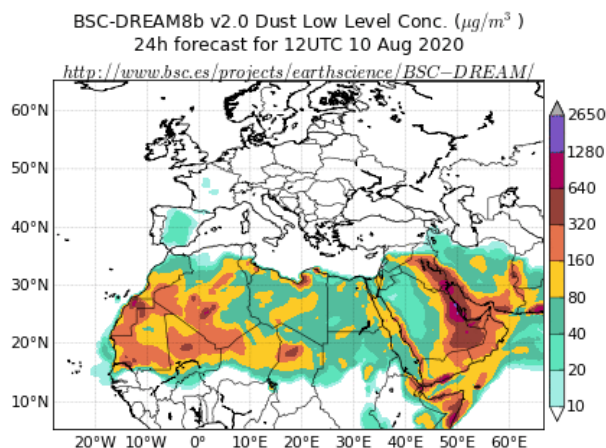 BSC-DREAM8b v2.0 Dust Low Level Conc. (μg/m³ )
24h forecast for 12UTC 10 Aug 2020
http://www.bsc.es/projects/earthscience/BSC−DREAM/
60°N
50°N
40°N
30°N
20°N
10°N
20°W 10°W 0° 10°E 20°E 30°E 40°E 50°E 60°E
2650
1280
640
320
160
80
40
20
10